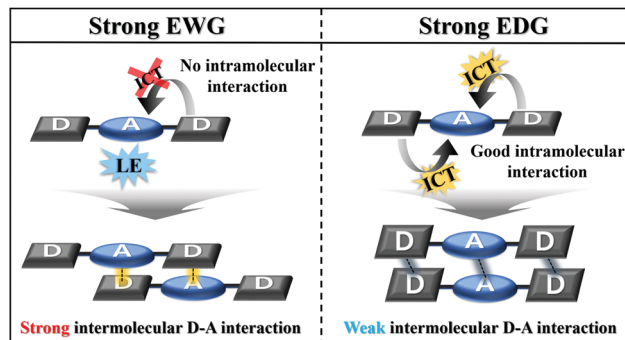 Strong EWG
Strong EDG
ICT
No intramolecular
interaction
D A D
LE
ICT
D A D
Good intramolecular
interaction
ICT
D A D
D A D
Strong intermolecular D-A interaction
D A D
D A D
Weak intermolecular D-A interaction